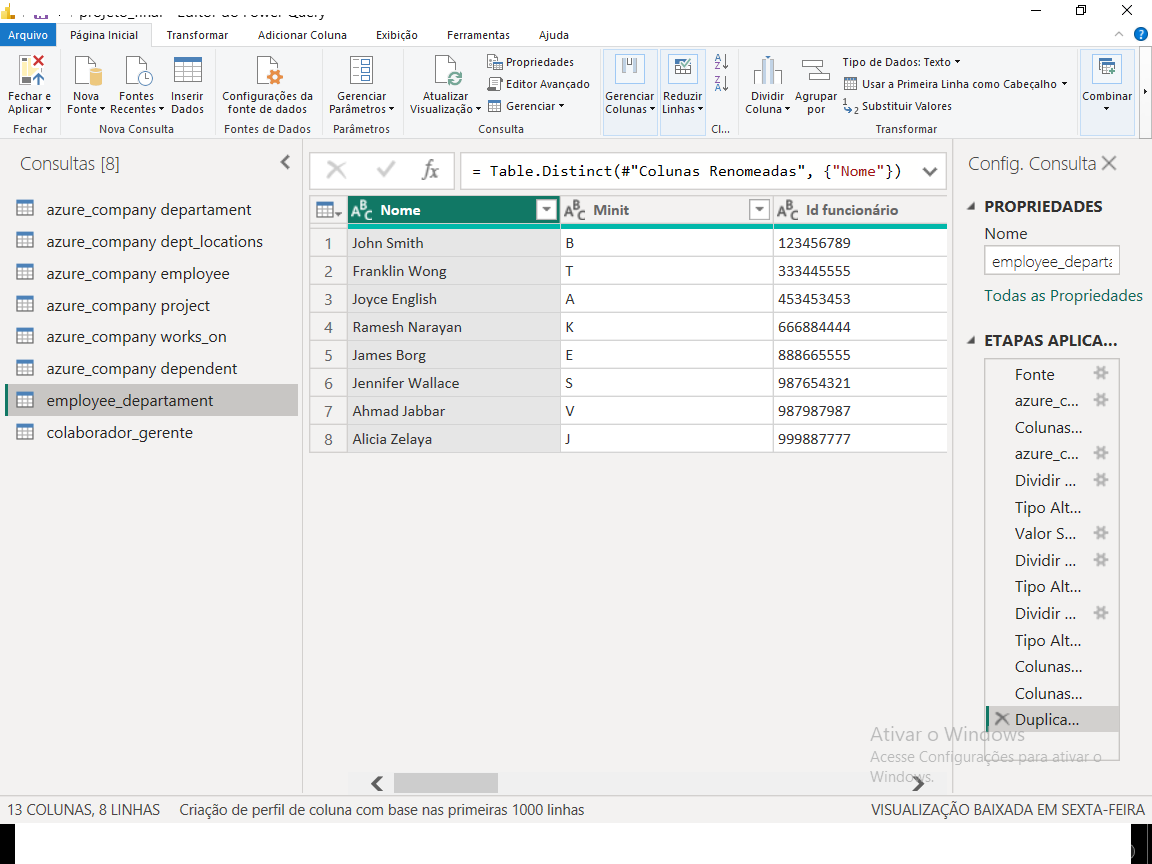 projeto_final - Editor do Power Query
Arquivo Página Inicial Transformar Adicionar Coluna Exibição Ferramentas Ajuda
Fechar e Aplicar
Fechar
Nova Fonte
Fontes Recentes
Inserir Dados
Nova Consulta
Configurações da fonte de dados
Fontes de Dados
Gerenciar Parâmetros
Parâmetros
Atualizar Visualização
Propriedades
Editor Avançado
Gerenciar
Consulta
Gerenciar Colunas
Reduzir Linhas
Cl...
Dividir Coluna
Agrupar por
Tipo de Dados: Texto
Usar a Primeira Linha como Cabeçalho
Substituir Valores
Transformar
Combinar
Consultas [8]
azure_company departament
azure_company dept_locations
azure_company employee
azure_company project
azure_company works_on
azure_company dependent
employee_departament
colaborador_gerente
= Table.Distinct(#"Colunas Renomeadas", {"Nome"})
Nome Minit Id funcionário
1 John Smith B 123456789
2 Franklin Wong T 333445555
3 Joyce English A 453453453
4 Ramesh Narayan K 666884444
5 James Borg E 888665555
6 Jennifer Wallace S 987654321
7 Ahmad Jabbar V 987987987
8 Alicia Zelaya J 999887777
Config. Consulta
PROPRIEDADES
Nome
employee_departa
Todas as Propriedades
ETAPAS APLICA...
Fonte
azure_c...
Colunas...
azure_c...
Dividir ...
Tipo Alt...
Valor S...
Dividir ...
Tipo Alt...
Dividir ...
Tipo Alt...
Colunas...
Colunas...
Duplica...
Ativar o Windows
Acesse Configurações para ativar o
Windows.
13 COLUNAS, 8 LINHAS Criação de perfil de coluna com base nas primeiras 1000 linhas VISUALIZAÇÃO BAIXADA EM SEXTA-FEIRA